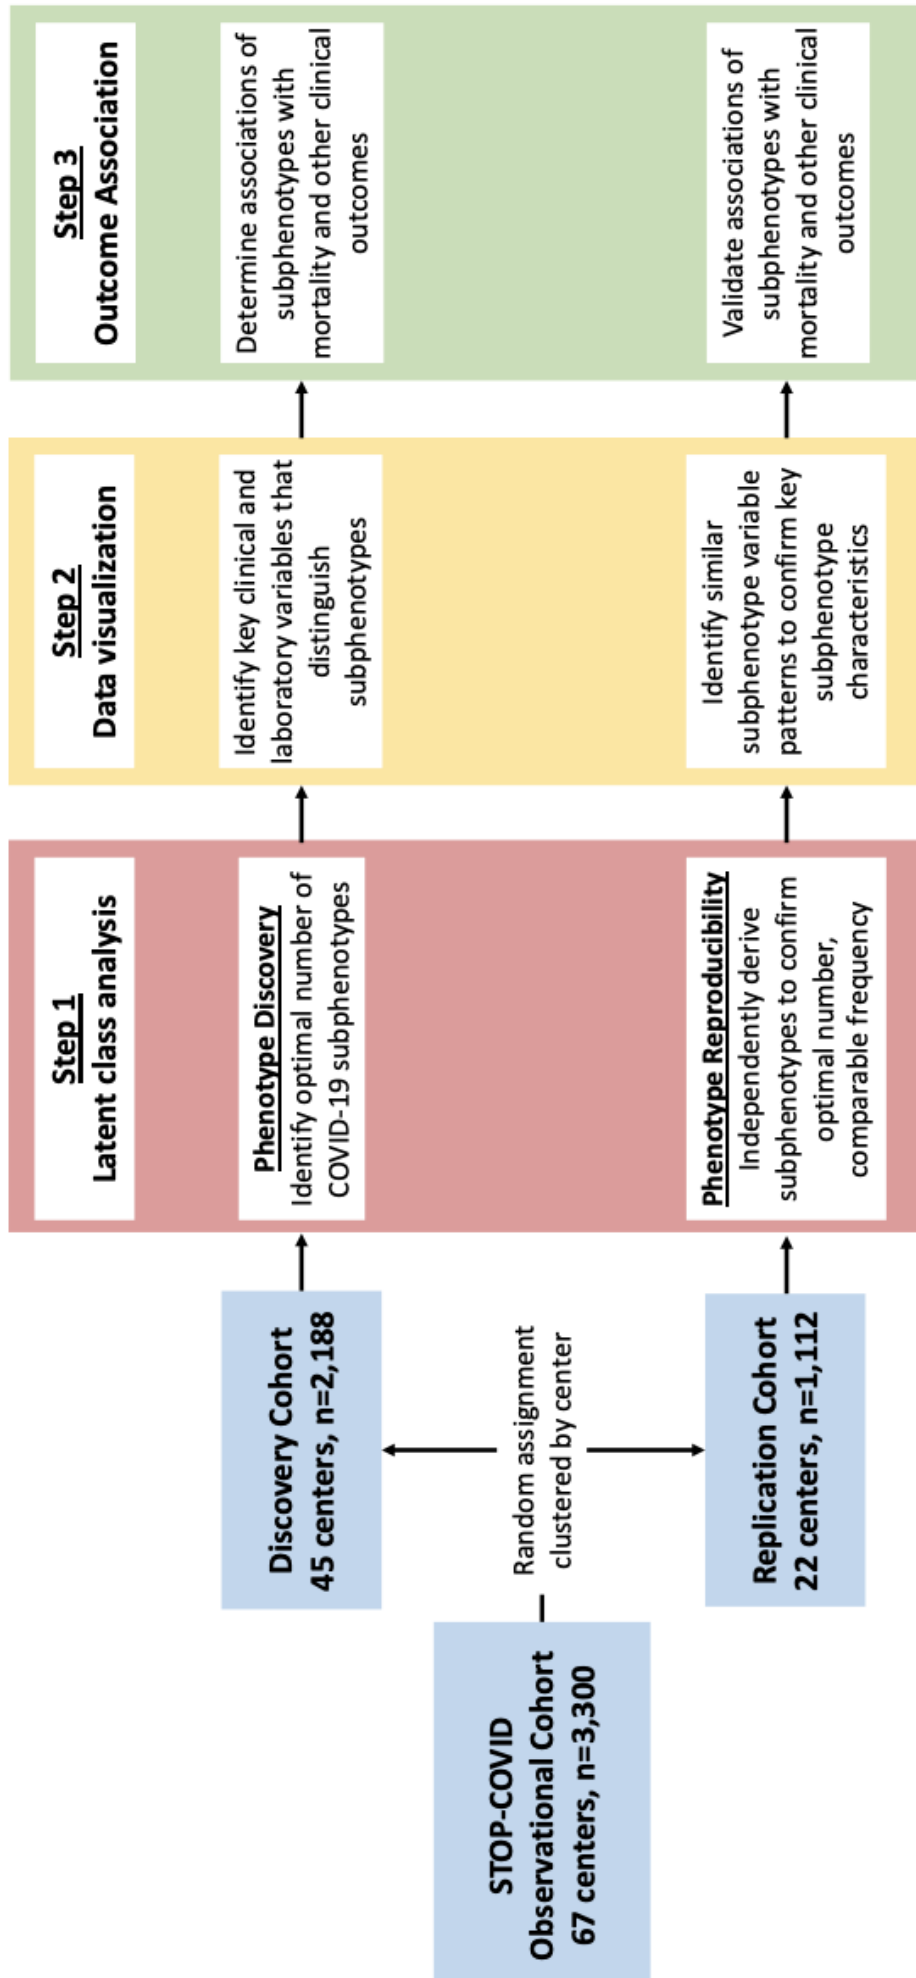 STOP-COVID
Observational Cohort
67 centers, n=3,300
Random assignment
clustered by center
Discovery Cohort
45 centers, n=2,188
Replication Cohort
22 centers, n=1,112
Step 1
Latent class analysis
Phenotype Discovery
Identify optimal number of
COVID-19 subphenotypes
Phenotype Reproducibility
Independently derive
subphenotypes to confirm
optimal number,
comparable frequency
Step 2
Data visualization
Identify key clinical and
laboratory variables that
distinguish
subphenotypes
Identify similar
subphenotype variable
patterns to confirm key
subphenotype
characteristics
Step 3
Outcome Association
Determine associations of
subphenotypes with
mortality and other clinical
outcomes
Validate associations of
subphenotypes with
mortality and other clinical
outcomes